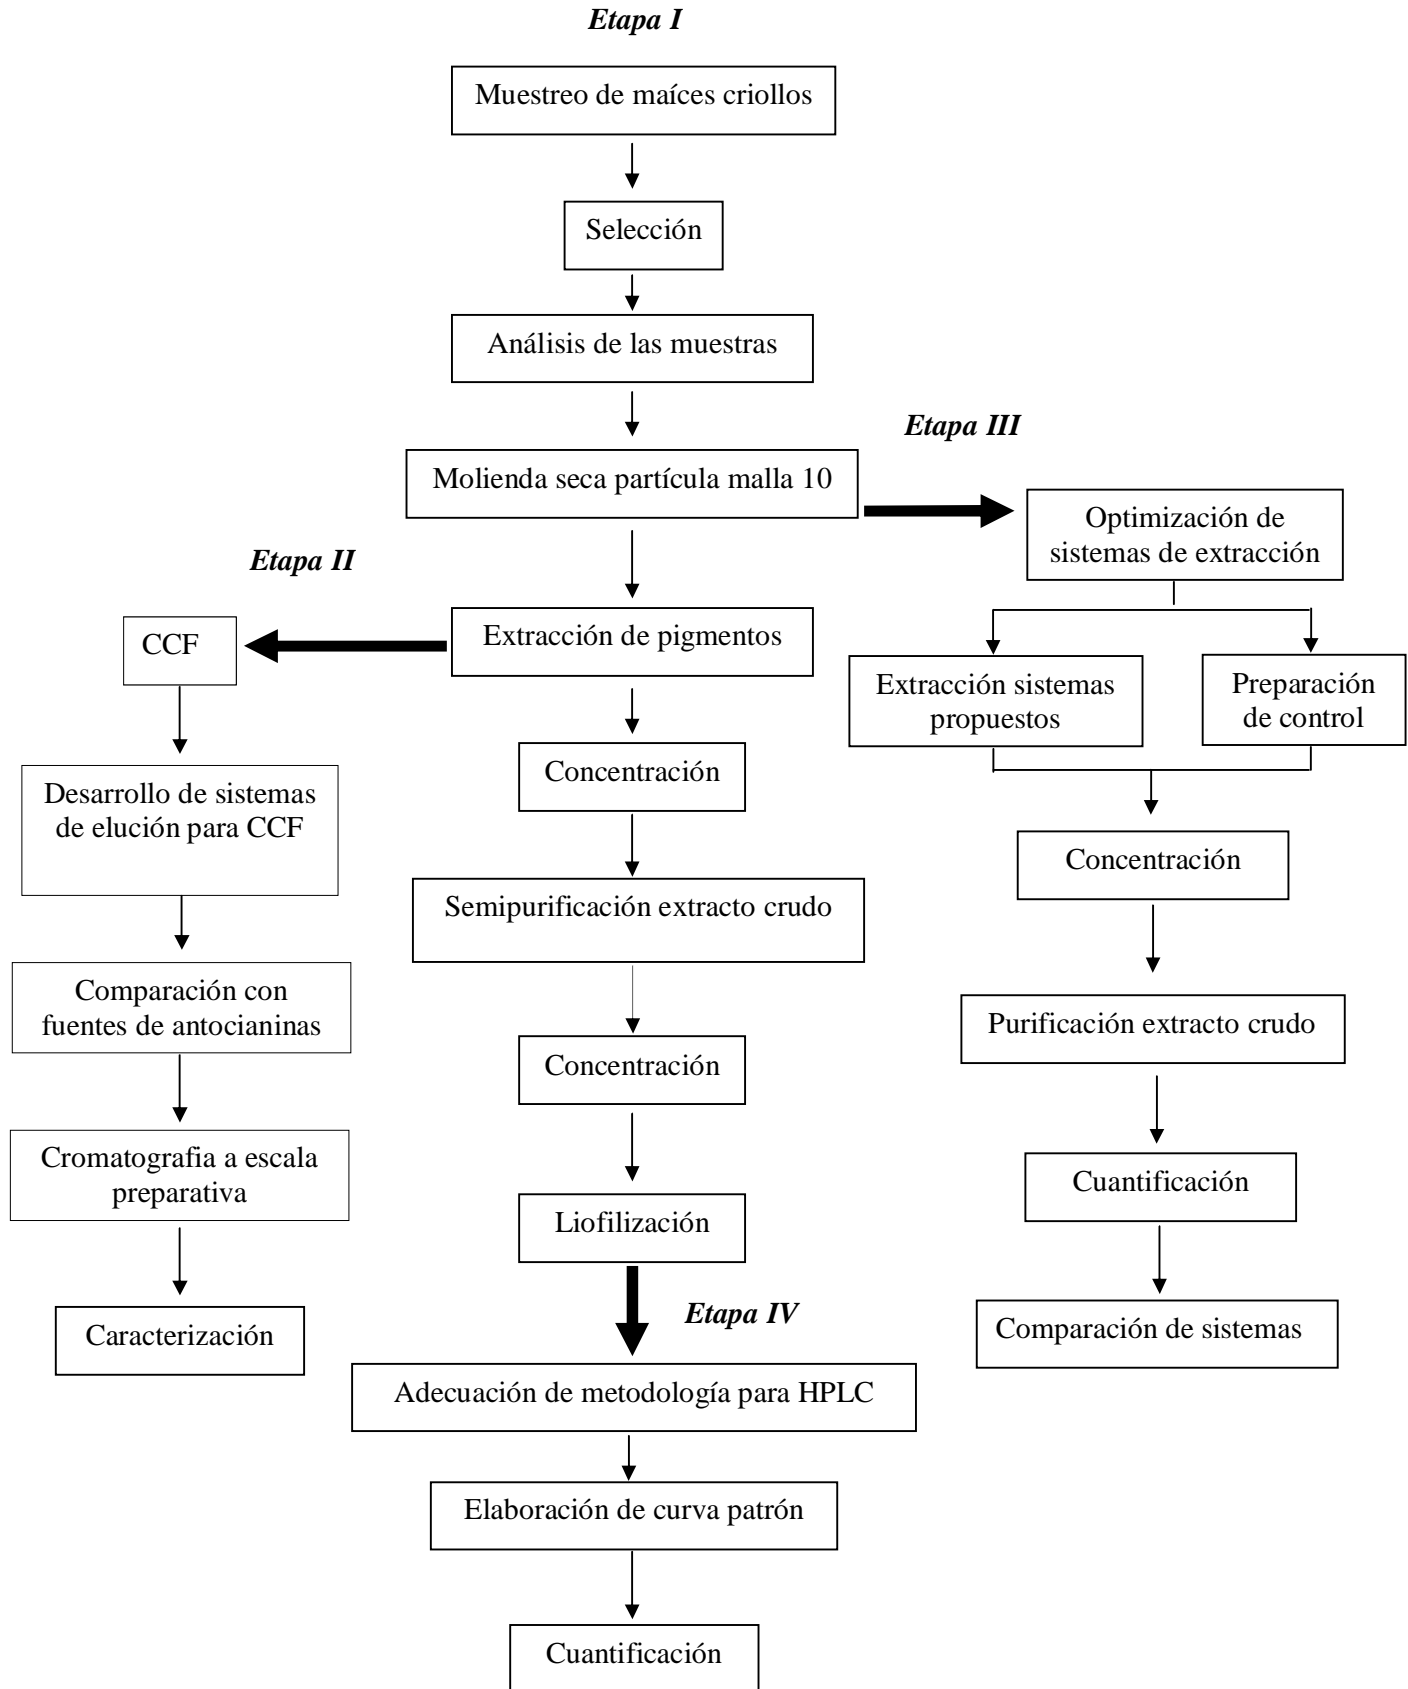 Etapa I
Muestreo de maíces criollos
Selección
Análisis de las muestras
Etapa III
Molienda seca partícula malla 10
Optimización de
sistemas de extracción
Etapa II
CCF
Extracción de pigmentos
Extracción sistemas
propuestos
Preparación
de control
Concentración
Desarrollo de sistemas
de elución para CCF
Concentración
Semipurificación extracto crudo
Comparación con
fuentes de antocianinas
Purificación extracto crudo
Concentración
Cromatografia a escala
preparativa
Cuantificación
Liofilización
Etapa IV
Caracterización
Comparación de sistemas
Adecuación de metodología para HPLC
Elaboración de curva patrón
Cuantificación